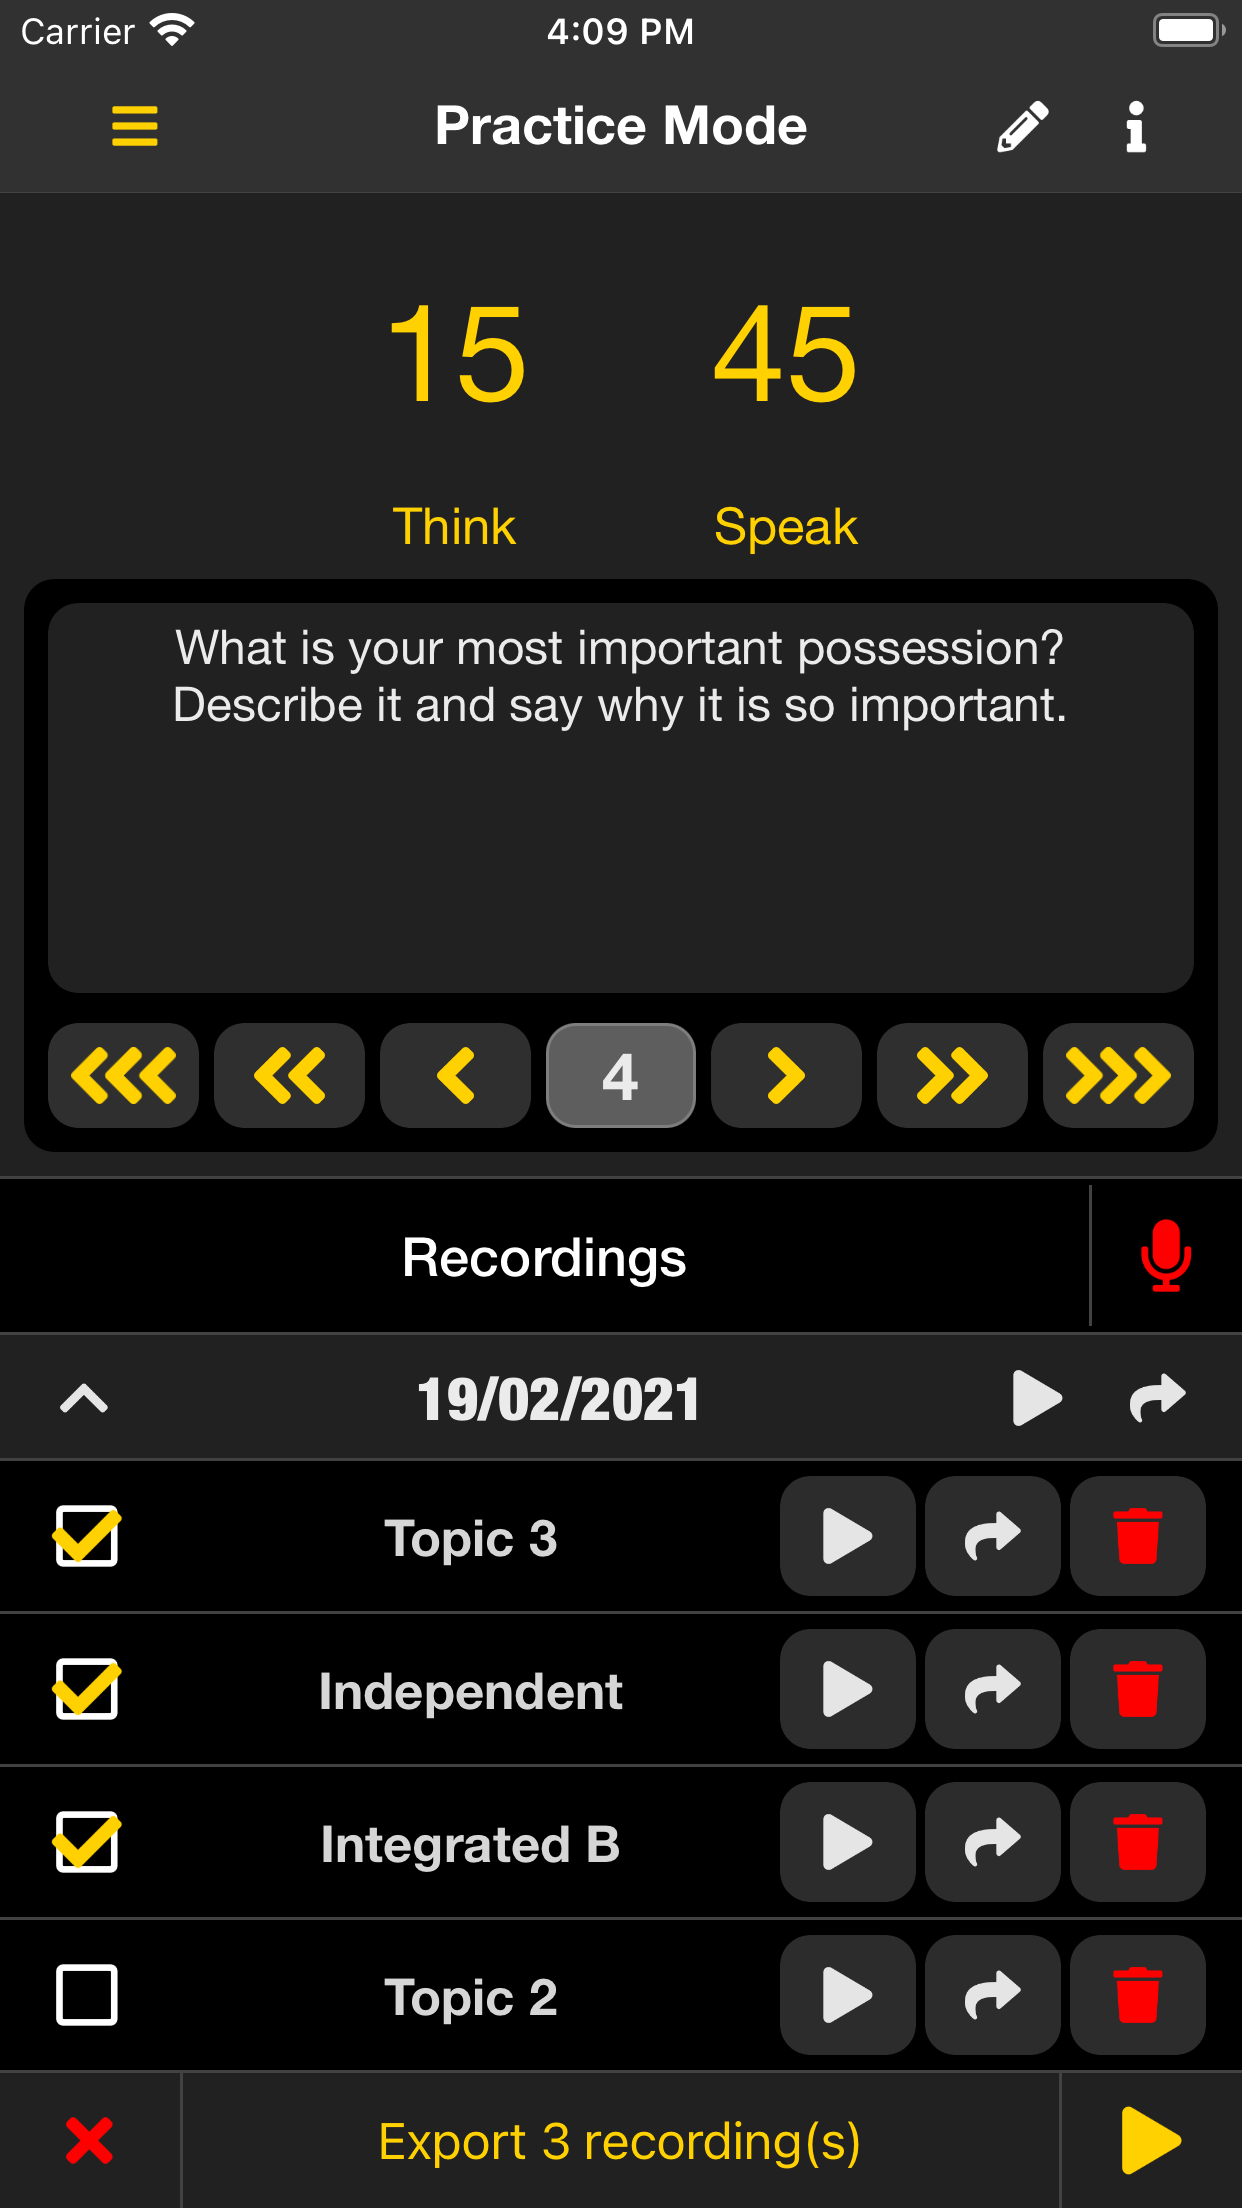 Carrier 4:09 PM
Practice Mode
15 45
Think Speak
What is your most important possession?
Describe it and say why it is so important.
4
Recordings
19/02/2021
Topic 3
Independent
Integrated B
Topic 2
Export 3 recording(s)